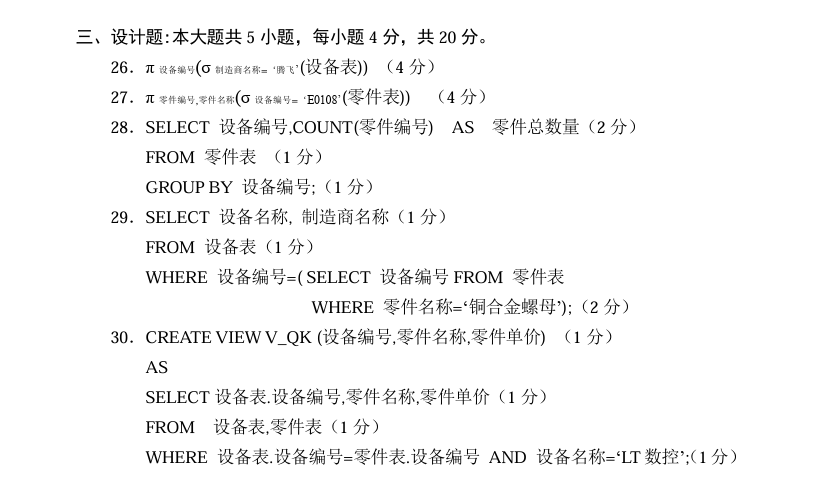 三、设计题:本大题共 5 小题，每小题 4 分，共 20 分。
26．π 设备编号(σ 制造商名称=‘腾飞’(设备表)) （4 分）
27．π 零件编号,零件名称(σ 设备编号=‘E0108’(零件表)) （4 分）
28．SELECT 设备编号,COUNT(零件编号) AS 零件总数量（2 分）
FROM 零件表 （1 分）
GROUP BY 设备编号;（1 分）
29．SELECT 设备名称, 制造商名称（1 分）
FROM 设备表（1 分）
WHERE 设备编号=( SELECT 设备编号 FROM 零件表
WHERE 零件名称=‘铜合金螺母’);（2 分）
30．CREATE VIEW V_QK (设备编号,零件名称,零件单价) （1 分）
AS
SELECT 设备表.设备编号,零件名称,零件单价（1 分）
FROM 设备表,零件表（1 分）
WHERE 设备表.设备编号=零件表.设备编号 AND 设备名称=‘LT 数控’;（1 分）